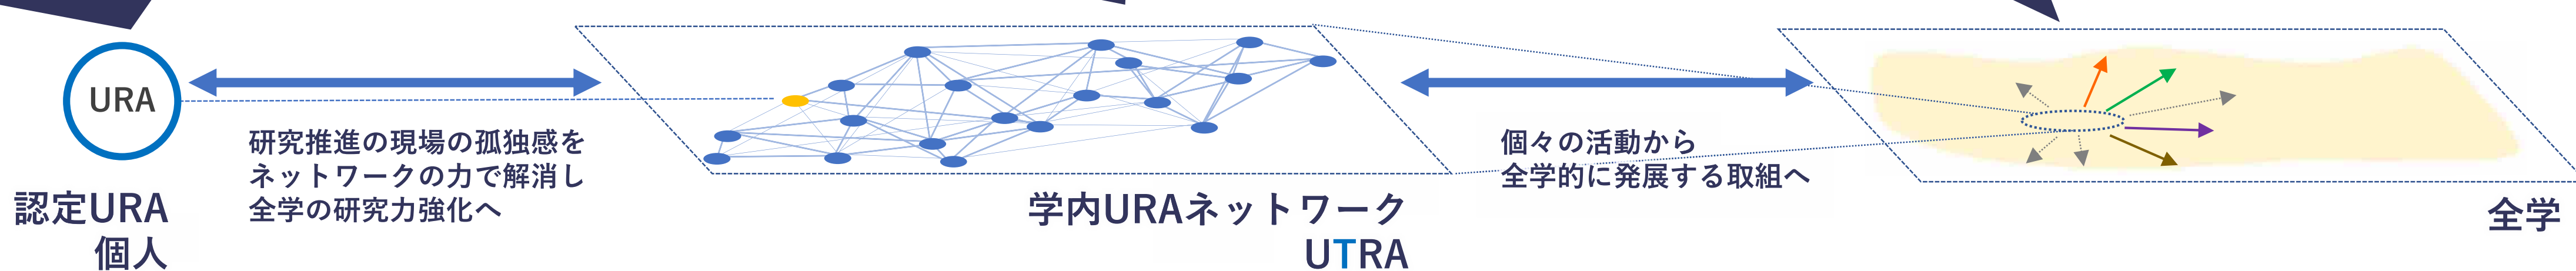 URA
認定URA
個人
研究推進の現場の孤独感を
ネットワークの力で解消し
全学の研究力強化へ
学内URAネットワーク
UTRA
個々の活動から
全学的に発展する取組へ
全学